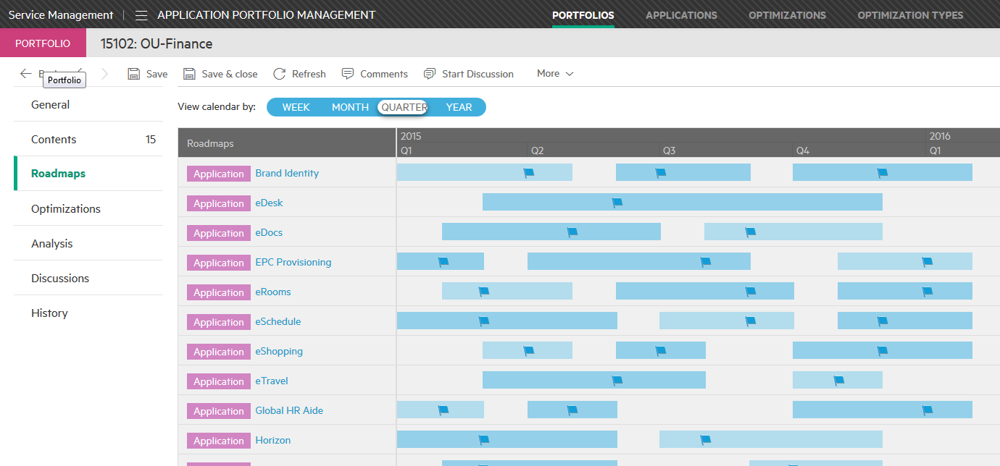 Service Management | APPLICATION PORTFOLIO MANAGEMENT PORTFOLIOS APPLICATIONS OPTIMIZATIONS OPTIMIZATION TYPES
PORTFOLIO 15102: OU-Finance
Save Save & close Refresh Comments Start Discussion More
Portfolio
General
Contents 15
Roadmaps
Optimizations
Analysis
Discussions
History
View calendar by: WEEK MONTH QUARTER YEAR
Roadmaps
2015 2016
Q1 Q2 Q3 Q4 Q1
Application Brand Identity
Application eDesk
Application eDocs
Application EPC Provisioning
Application eRooms
Application eSchedule
Application eShopping
Application eTravel
Application Global HR Aide
Application Horizon